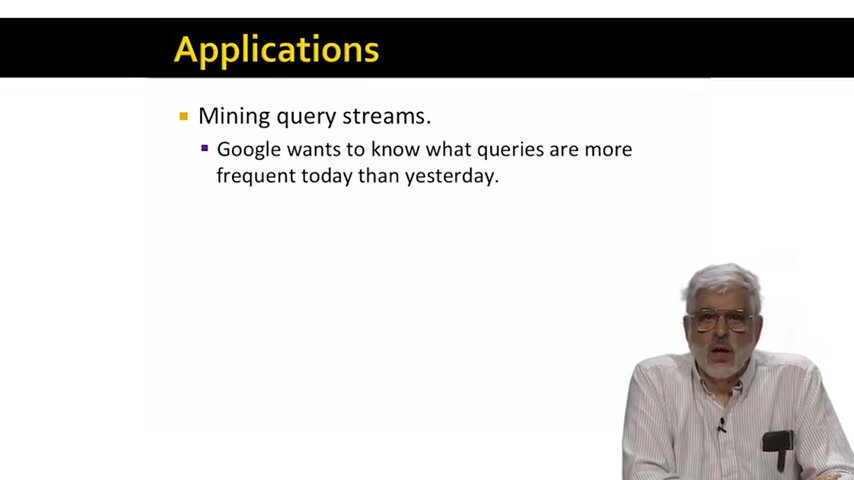 Applications
Mining query streams.
Google wants to know what queries are more
frequent today than yesterday.